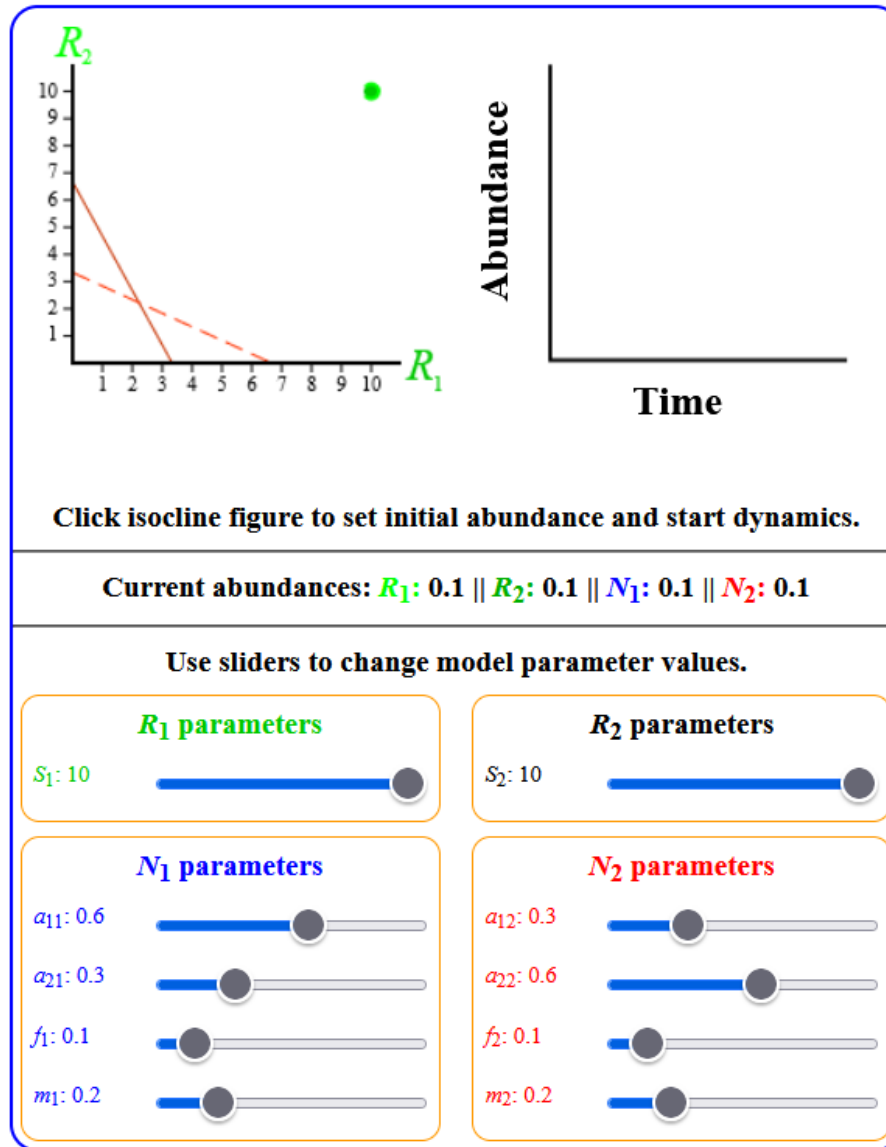 R2
10
9
8
7
6
5
4
3
2
1
1 2 3 4 5 6 7 8 9 10
R1
Abundance
Time
Click isocline figure to set initial abundance and start dynamics.
Current abundances: R1: 0.1 || R2: 0.1 || N1: 0.1 || N2: 0.1
Use sliders to change model parameter values.
R1 parameters
S1: 10
R2 parameters
S2: 10
N1 parameters
a11: 0.6
a21: 0.3
f1: 0.1
m1: 0.2
N2 parameters
a12: 0.3
a22: 0.6
f2: 0.1
m2: 0.2